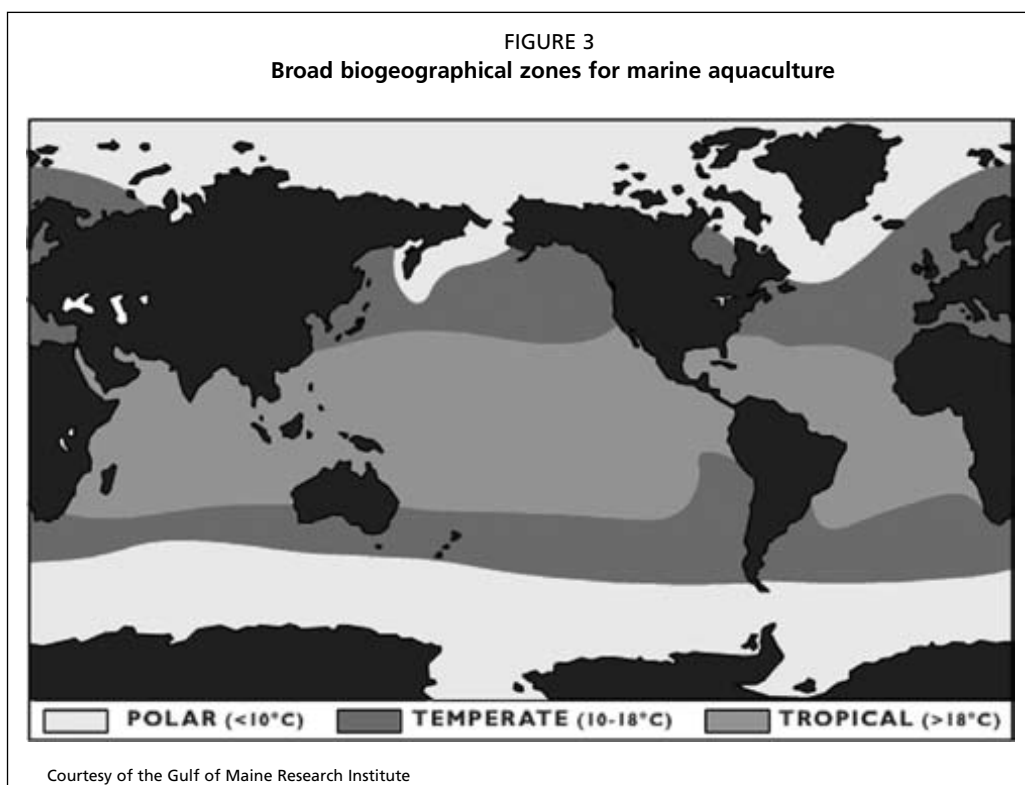 FIGURE 3
Broad biogeographical zones for marine aquaculture
POLAR (<10°C) TEMPERATE (10-18°C) TROPICAL (>18°C)
Courtesy of the Gulf of Maine Research Institute